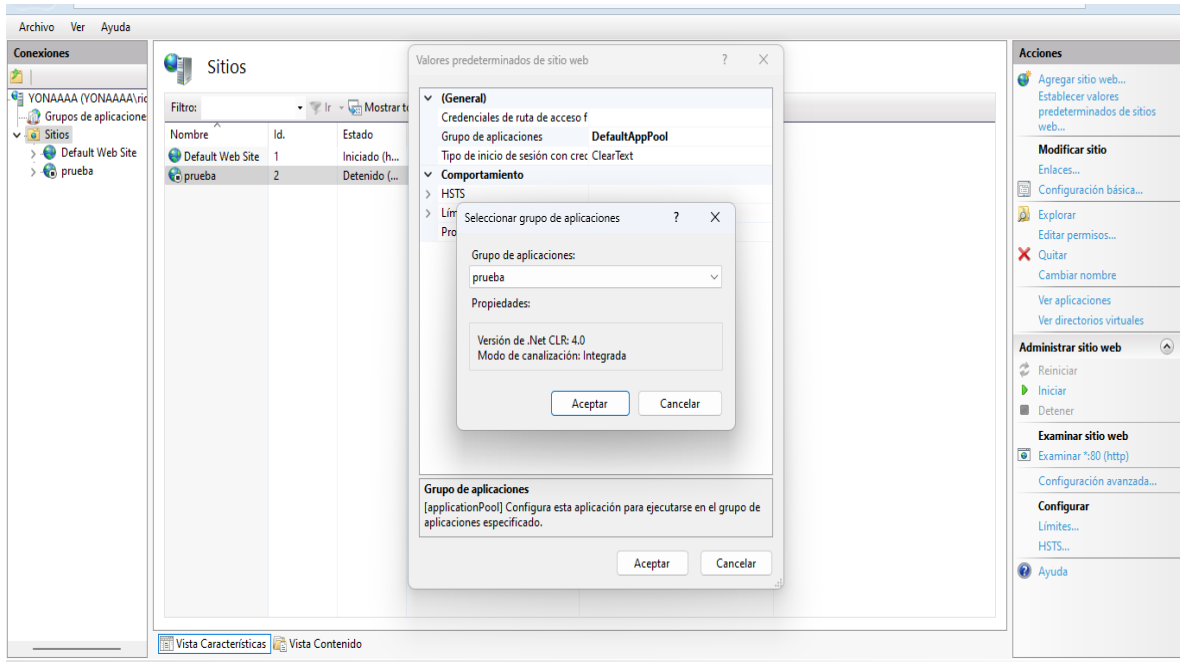 Archivo Ver Ayuda
Conexiones
YONAAAA (YONAAAA\ric
Grupos de aplicacione
Sitios
Default Web Site
prueba
Sitios
Filtro: Ir Mostrar to
Nombre Id. Estado
Default Web Site 1 Iniciado (h...
prueba 2 Detenido (...
Valores predeterminados de sitio web ? X
(General)
Credenciales de ruta de acceso f
Grupo de aplicaciones DefaultAppPool
Tipo de inicio de sesión con crec ClearText
Comportamiento
HSTS
Lím
Pro
Seleccionar grupo de aplicaciones ? X
Grupo de aplicaciones:
prueba
Propiedades:
Versión de .Net CLR: 4.0
Modo de canalización: Integrada
Aceptar Cancelar
Grupo de aplicaciones
[applicationPool] Configura esta aplicación para ejecutarse en el grupo de
aplicaciones especificado.
Aceptar Cancelar
Vista Características Vista Contenido
Acciones
Agregar sitio web...
Establecer valores
predeterminados de sitios
web...
Modificar sitio
Enlaces...
Configuración básica...
Explorar
Editar permisos...
Quitar
Cambiar nombre
Ver aplicaciones
Ver directorios virtuales
Administrar sitio web
Reiniciar
Iniciar
Detener
Examinar sitio web
Examinar *:80 (http)
Configuración avanzada...
Configurar
Límites...
HSTS...
Ayuda